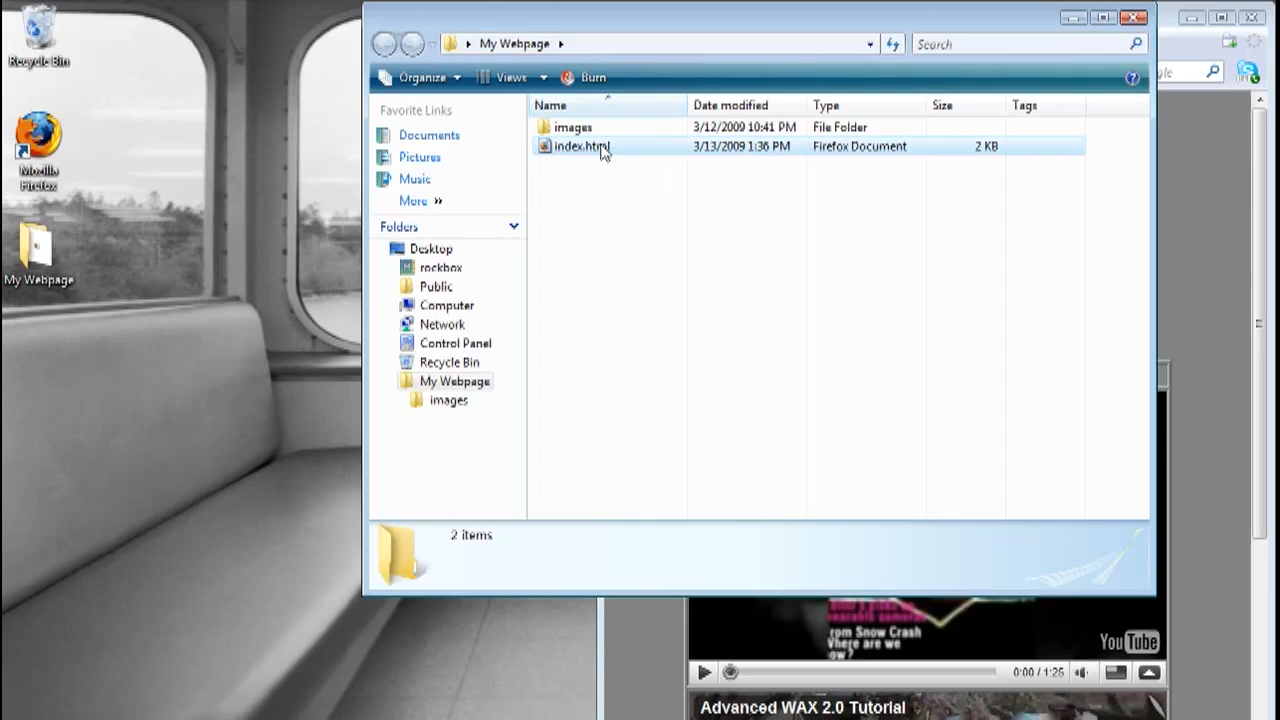 Recycle Bin
Mozilla
Firefox
My Webpage
My Webpage
Search
Organize
Views
Burn
Favorite Links
Documents
Pictures
Music
More »
Folders
Desktop
rockbox
Public
Computer
Network
Control Panel
Recycle Bin
My Webpage
images
Name Date modified Type Size Tags
images 3/12/2009 10:41 PM File Folder
index.html 3/13/2009 1:36 PM Firefox Document 2 KB
2 items
gle
rom Snow Crash
here are we
ow?
YouTube
0:00 / 1:26
Advanced WAX 2.0 Tutorial